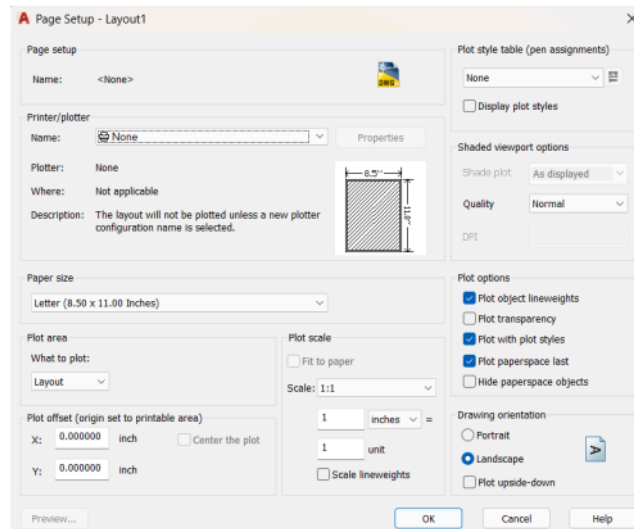 A Page Setup - Layout1
Page setup
Name: <None>
DWG
Printer/plotter
Name: None
Properties
Plotter: None
Where: Not applicable
Description: The layout will not be plotted unless a new plotter
configuration name is selected.
8.5''
11.0''
Paper size
Letter (8.50 x 11.00 Inches)
Plot area
What to plot:
Layout
Plot offset (origin set to printable area)
X: 0.000000 inch
Center the plot
Y: 0.000000 inch
Plot scale
Fit to paper
Scale: 1:1
1 inches =
1 unit
Scale lineweights
Plot style table (pen assignments)
None
Display plot styles
Shaded viewport options
Shade plot As displayed
Quality Normal
DPI
Plot options
Plot object lineweights
Plot transparency
Plot with plot styles
Plot paperspace last
Hide paperspace objects
Drawing orientation
Portrait
Landscape
A
Plot upside-down
Preview...
OK
Cancel
Help